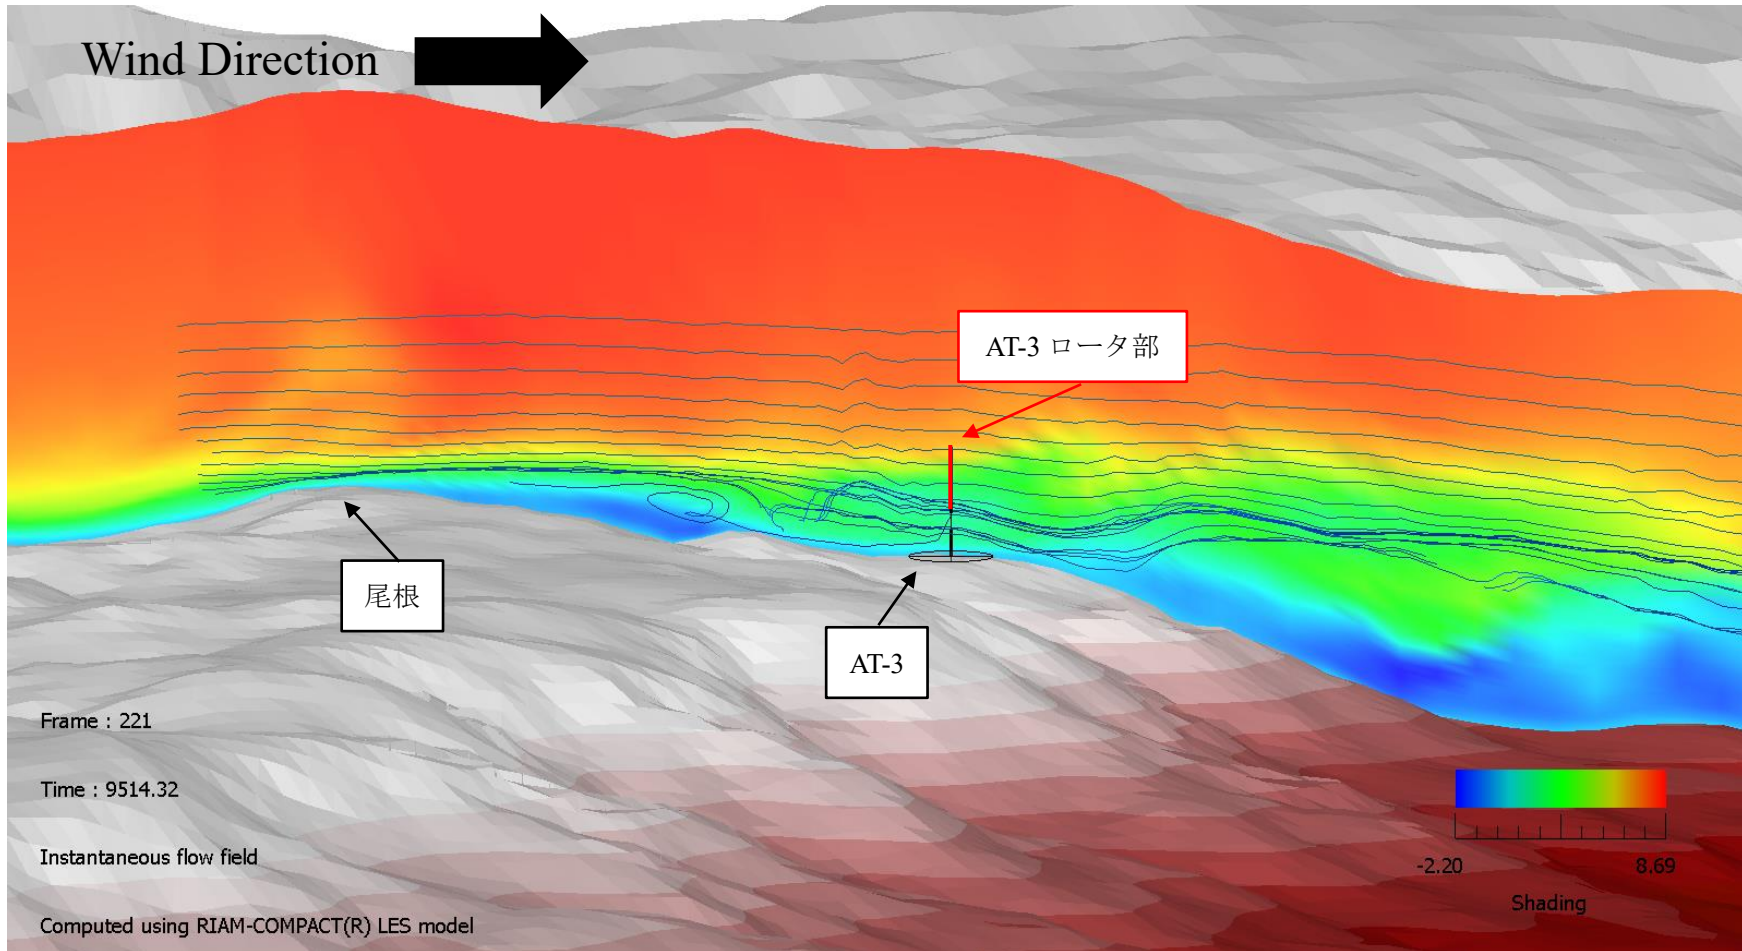 Wind Direction
AT-3 ロータ部
尾根
AT-3
Frame : 221
Time : 9514.32
Instantaneous flow field
Computed using RIAM-COMPACT(R) LES model
-2.20 8.69
Shading